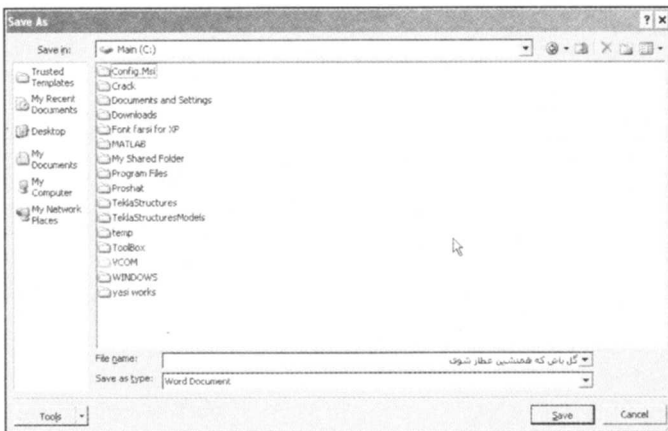 Save As
Save in:
Main (C:)
Trusted
Templates
My Recent
Documents
Desktop
My
Documents
My
Computer
My Network
Places
Config.Msi
Crack
Documents and Settings
Downloads
Font farsi for XP
MATLAB
My Shared Folder
Program Files
Proshat
TeklaStructures
TeklaStructuresModels
temp
ToolBox
VCOM
WINDOWS
yasi works
File name:
گل باش که همنشین عطار شوی
Save as type:
Word Document
Tools
Save
Cancel